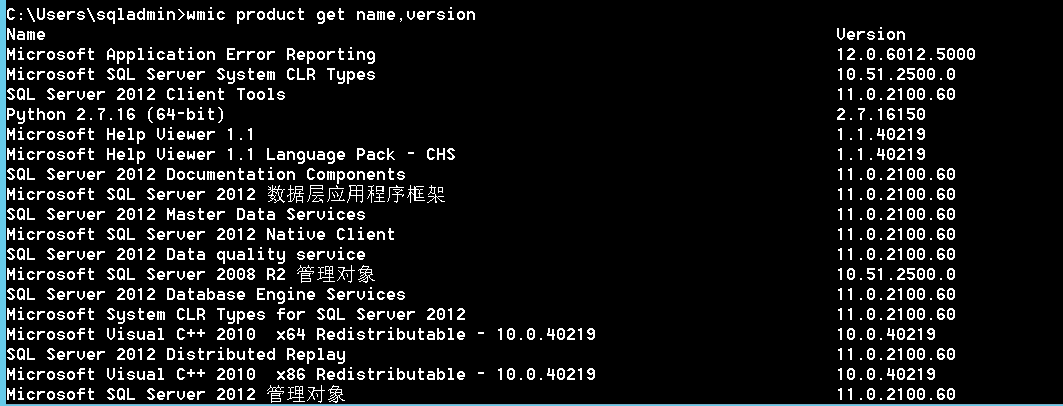 C:\Users\sqladmin>wmic product get name,version
Name Version
Microsoft Application Error Reporting 12.0.6012.5000
Microsoft SQL Server System CLR Types 10.51.2500.0
SQL Server 2012 Client Tools 11.0.2100.60
Python 2.7.16 (64-bit) 2.7.16150
Microsoft Help Viewer 1.1 1.1.40219
Microsoft Help Viewer 1.1 Language Pack - CHS 1.1.40219
SQL Server 2012 Documentation Components 11.0.2100.60
Microsoft SQL Server 2012 数据层应用程序框架 11.0.2100.60
SQL Server 2012 Master Data Services 11.0.2100.60
Microsoft SQL Server 2012 Native Client 11.0.2100.60
SQL Server 2012 Data quality service 11.0.2100.60
Microsoft SQL Server 2008 R2 管理对象 10.51.2500.0
SQL Server 2012 Database Engine Services 11.0.2100.60
Microsoft System CLR Types for SQL Server 2012 11.0.2100.60
Microsoft Visual C++ 2010  x64 Redistributable - 10.0.40219 10.0.40219
SQL Server 2012 Distributed Replay 11.0.2100.60
Microsoft Visual C++ 2010  x86 Redistributable - 10.0.40219 10.0.40219
Microsoft SQL Server 2012 管理对象 11.0.2100.60